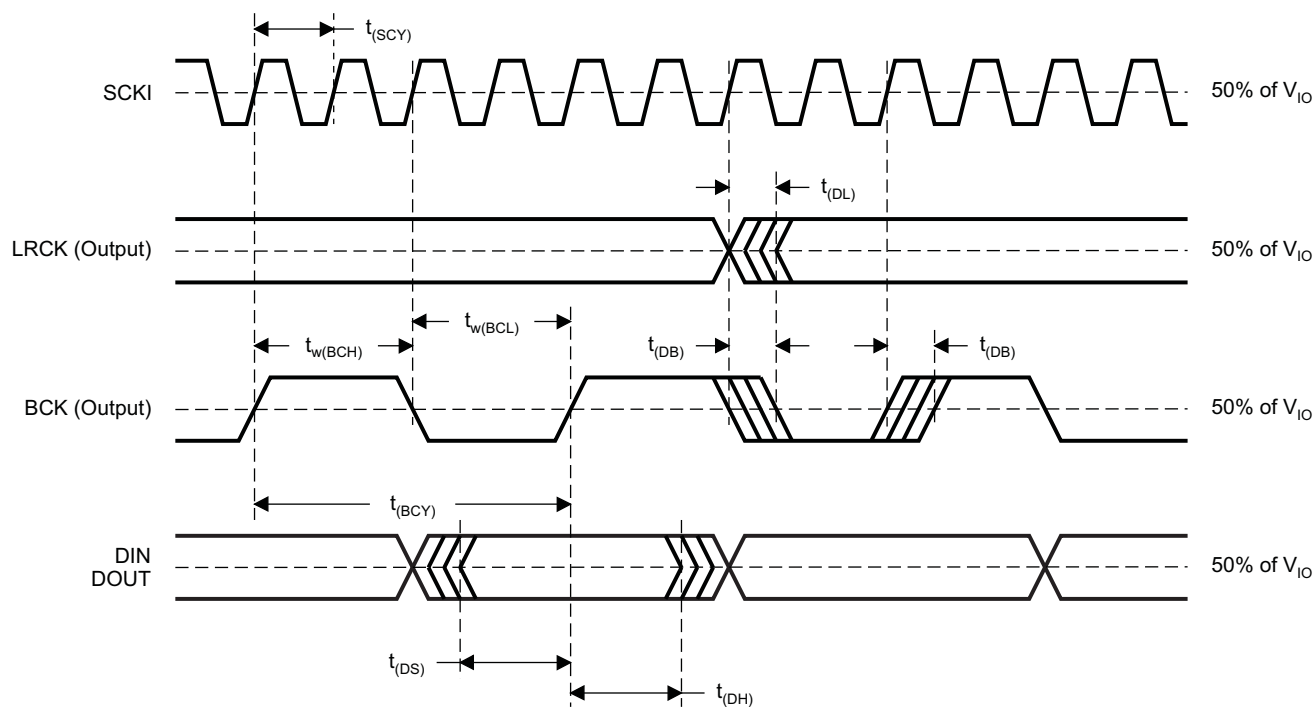 t(SCY)
SCKI
50% of VIO
t(DL)
LRCK (Output)
50% of VIO
tw(BCL)
tw(BCH)
t(DB)
t(DB)
BCK (Output)
50% of VIO
t(BCY)
DIN
DOUT
50% of VIO
t(DS)
t(DH)